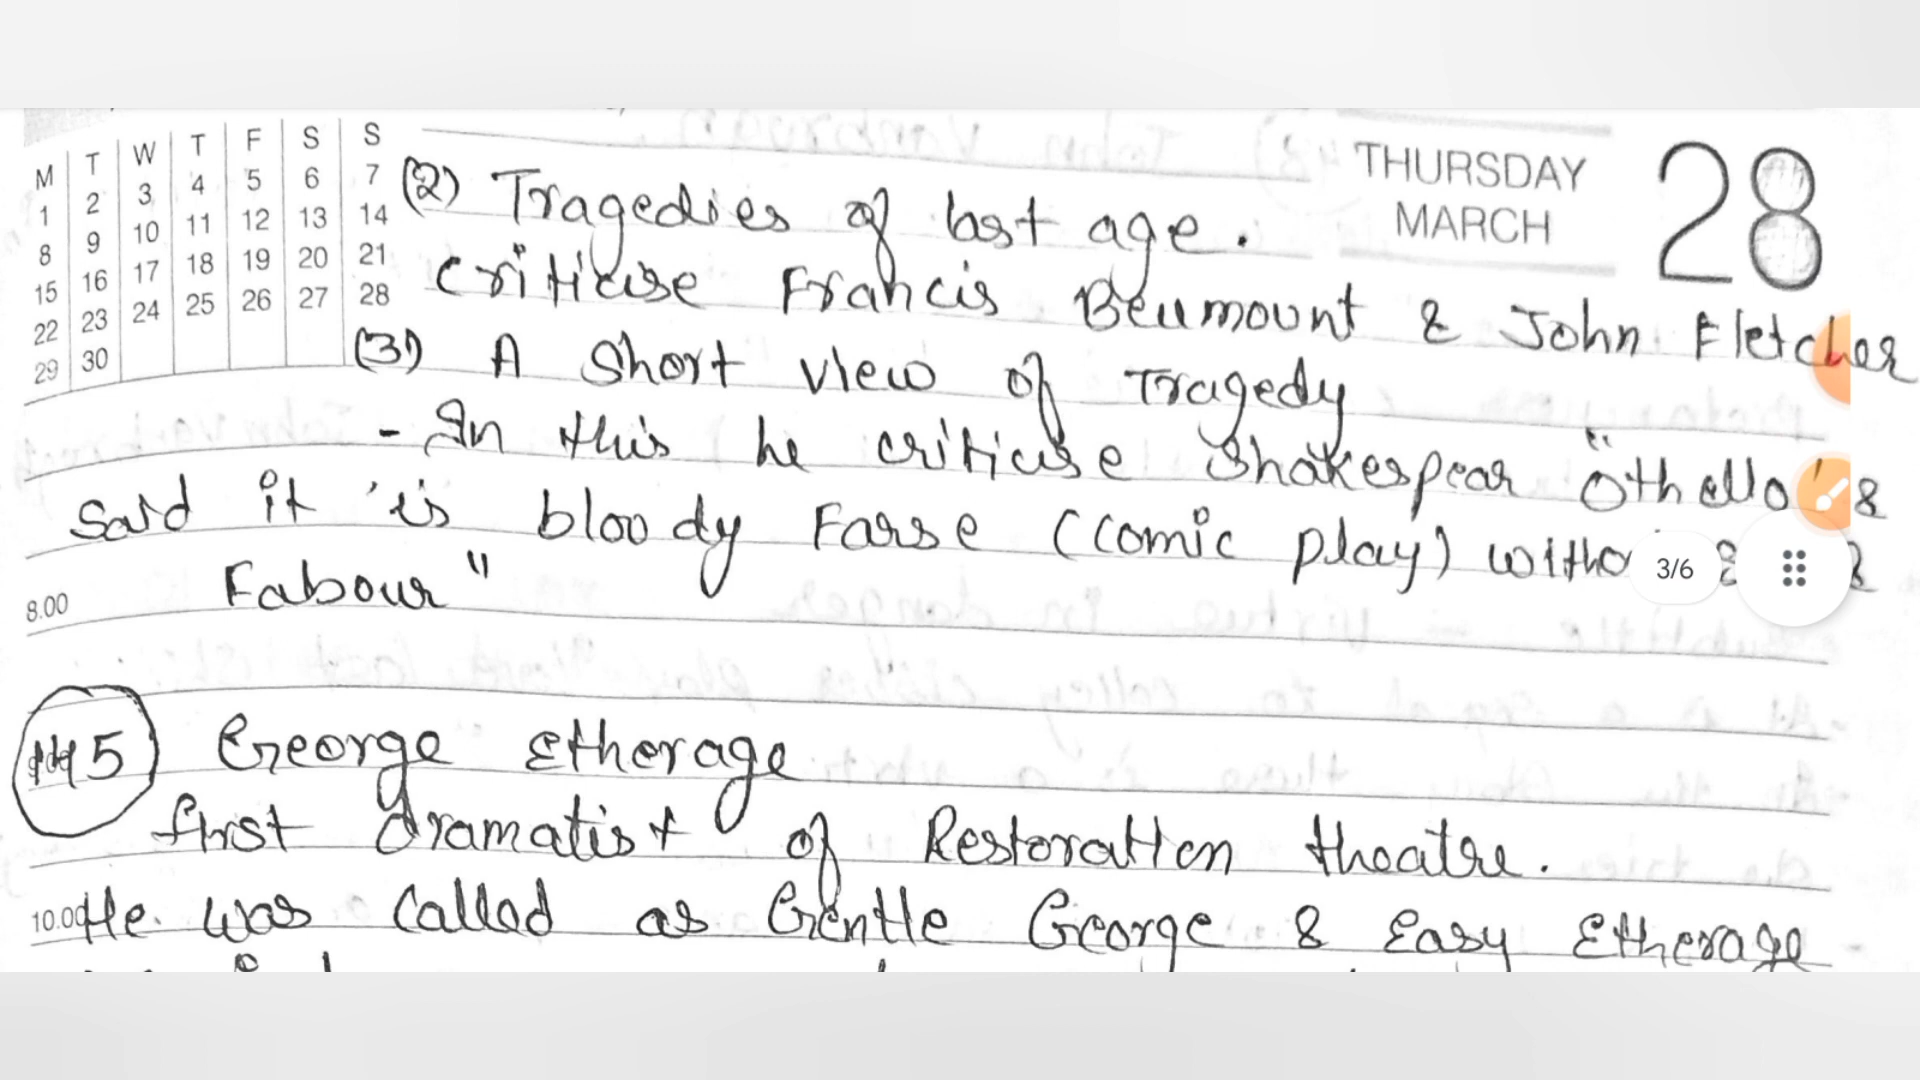 M T W T F S S
1 2 3 4 5 6 7
8 9 10 11 12 13 14
15 16 17 18 19 20 21
22 23 24 25 26 27 28
29 30
THURSDAY
MARCH
28
(2) Tragedies of last age.
Criticise Francis Beumount & John Fletcher
(3) A Short view of Tragedy
- In this he criticise Shakespear "Othello's
Said it is bloody Farse (comic play) witho
8.00 Fabour"
3/6
145 George Etherage
first dramatist of Restoration theatre.
10.00 He was called as Gentle George & Easy Etherage